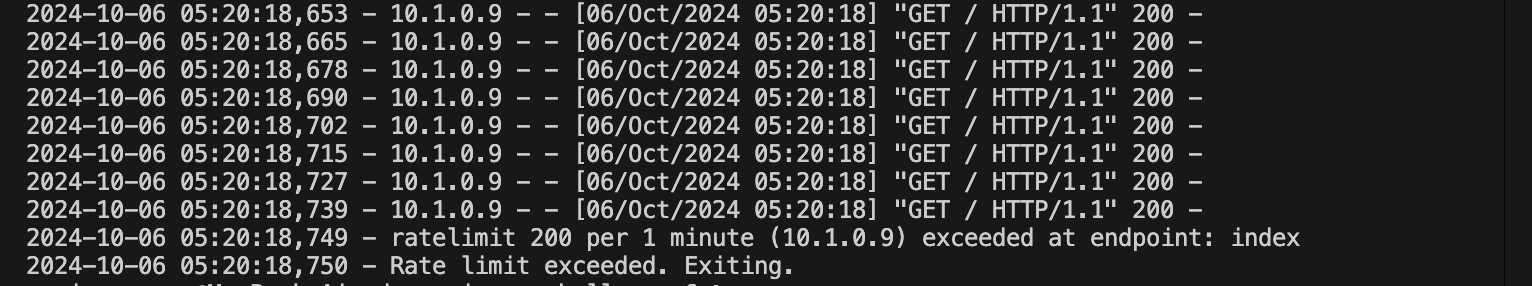 2024-10-06 05:20:18,653 - 10.1.0.9 - - [06/Oct/2024 05:20:18] "GET / HTTP/1.1" 200 -
2024-10-06 05:20:18,665 - 10.1.0.9 - - [06/Oct/2024 05:20:18] "GET / HTTP/1.1" 200 -
2024-10-06 05:20:18,678 - 10.1.0.9 - - [06/Oct/2024 05:20:18] "GET / HTTP/1.1" 200 -
2024-10-06 05:20:18,690 - 10.1.0.9 - - [06/Oct/2024 05:20:18] "GET / HTTP/1.1" 200 -
2024-10-06 05:20:18,702 - 10.1.0.9 - - [06/Oct/2024 05:20:18] "GET / HTTP/1.1" 200 -
2024-10-06 05:20:18,715 - 10.1.0.9 - - [06/Oct/2024 05:20:18] "GET / HTTP/1.1" 200 -
2024-10-06 05:20:18,727 - 10.1.0.9 - - [06/Oct/2024 05:20:18] "GET / HTTP/1.1" 200 -
2024-10-06 05:20:18,739 - 10.1.0.9 - - [06/Oct/2024 05:20:18] "GET / HTTP/1.1" 200 -
2024-10-06 05:20:18,749 - ratelimit 200 per 1 minute (10.1.0.9) exceeded at endpoint: index
2024-10-06 05:20:18,750 - Rate limit exceeded. Exiting.